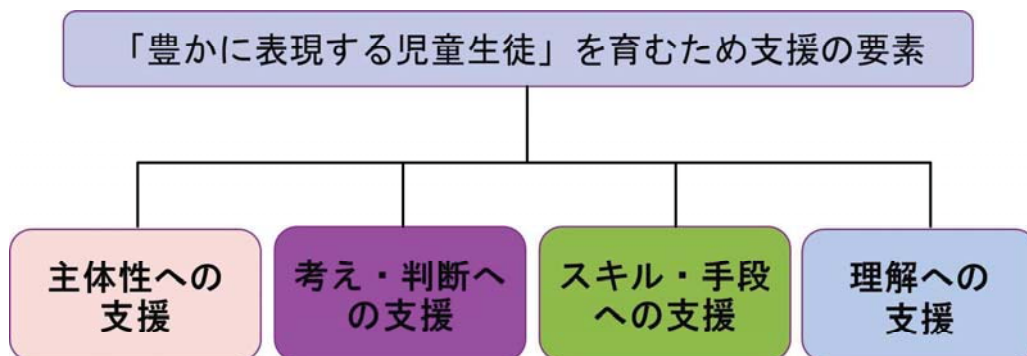 「豊かに表現する児童生徒」を育むため支援の要素
主体性への
支援
考え・判断へ
の支援
スキル・手段
への支援
理解への
支援